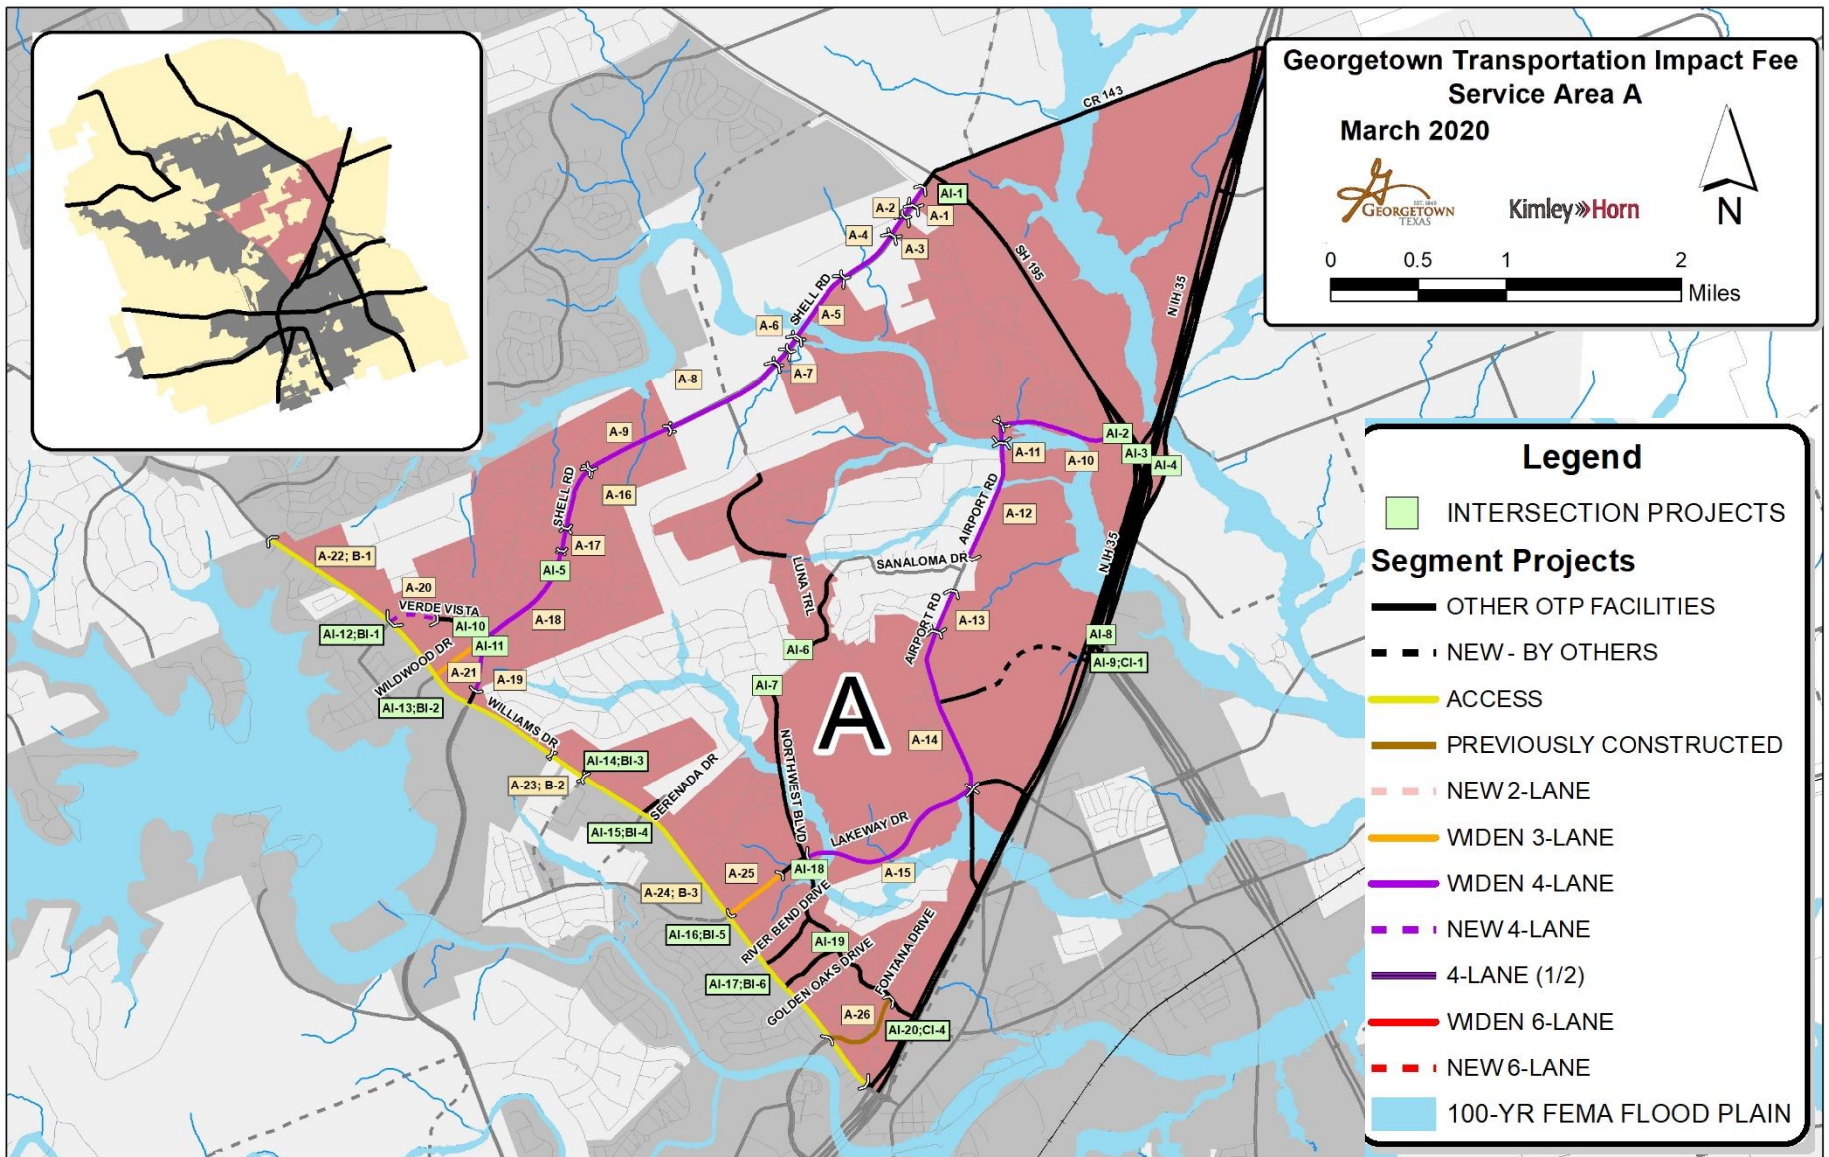 Georgetown Transportation Impact Fee
Service Area A
March 2020
EST. 1848
GEORGETOWN
TEXAS
Kimley»Horn
N
0 0.5 1 2
Miles
Legend
INTERSECTION PROJECTS
Segment Projects
OTHER OTP FACILITIES
NEW - BY OTHERS
ACCESS
PREVIOUSLY CONSTRUCTED
NEW 2-LANE
WIDEN 3-LANE
WIDEN 4-LANE
NEW 4-LANE
4-LANE (1/2)
WIDEN 6-LANE
NEW 6-LANE
100-YR FEMA FLOOD PLAIN
CR 143
AI-1
A-2
A-1
A-4
A-3
SH 195
N IH 35
SHELL RD
A-5
A-6
A-7
A-8
A-9
AI-2
A-11
AI-3
A-10
AI-4
SHELL RD
A-16
AIRPORT RD
A-12
A-17
A-22; B-1
AI-5
LUNA TRL
SANALOMA DR
N IH 35
A-20
VERDE VISTA
A-18
AIRPORT RD
A-13
AI-12;BI-1
AI-10
AI-11
AI-6
AI-8
AI-9;CI-1
WILDWOOD DR
A-21
A-19
AI-7
AI-13;BI-2
WILLIAMS DR
A
A-14
NORTHWEST BLVD
AI-14;BI-3
A-23; B-2
SERENADA DR
AI-15;BI-4
LAKEWAY DR
A-25
AI-18
A-15
A-24; B-3
AI-16;BI-5
RIVER BEND DRIVE
AI-19
FONTANA DRIVE
AI-17;BI-6
GOLDEN OAKS DRIVE
A-26
AI-20;CI-4